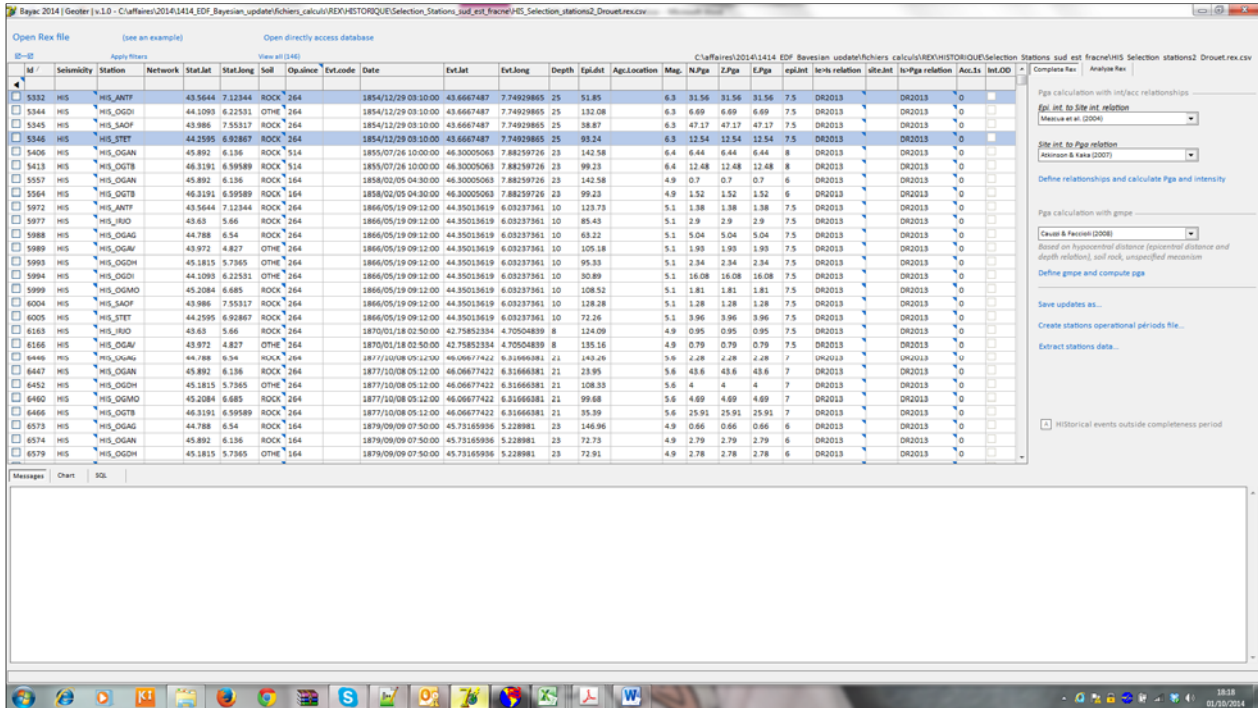 Bayac 2014 | Geoter | v.1.0 - C:\affaires\2014\1414_EDF_Bayesian_update\fichiers_calculs\REX\HISTORIQUE\Selection_Stations_sud_est_fracne\HIS_Selection_stations2_Drouet.rex.csv
Open Rex file (see an example) Open directly access database
Apply filters View all (146) C:\affaires\2014\1414_EDF_Bayesian_update\fichiers_calculs\REX\HISTORIQUE\Selection_Stations_sud_est_fracne\HIS_Selection_stations2_Drouet.rex.csv
Id Seismicity Station Network Stat.lat Stat.long Soil Op.since Evt.code Date Evt.lat Evt.long Depth Epi.dst Agc.Location Mag. N.Pga Z.Pga E.Pga epi.Int Ie>Is relation site.Int Is>Pga relation Acc.1s Int.OD
5332 HIS HIS_ANTF 43.5644 7.12344 ROCK 264 1854/12/29 03:10:00 43.6667487 7.74929865 25 51.85 6.3 31.56 31.56 31.56 7.5 DR2013 DR2013 0
5344 HIS HIS_OGDI 44.1093 6.22531 OTHE 264 1854/12/29 03:10:00 43.6667487 7.74929865 25 132.08 6.3 6.69 6.69 6.69 7.5 DR2013 DR2013 0
5345 HIS HIS_SAOF 43.986 7.55317 ROCK 264 1854/12/29 03:10:00 43.6667487 7.74929865 25 38.87 6.3 47.17 47.17 47.17 7.5 DR2013 DR2013 0
5346 HIS HIS_STET 44.2595 6.92867 ROCK 264 1854/12/29 03:10:00 43.6667487 7.74929865 25 93.24 6.3 12.54 12.54 12.54 7.5 DR2013 DR2013 0
5406 HIS HIS_OGAN 45.892 6.136 ROCK 514 1855/07/26 10:00:00 46.30005063 7.88259726 23 142.58 6.4 6.44 6.44 6.44 8 DR2013 DR2013 0
5413 HIS HIS_OGTB 46.3191 6.59589 ROCK 514 1855/07/26 10:00:00 46.30005063 7.88259726 23 99.23 6.4 12.48 12.48 12.48 8 DR2013 DR2013 0
5557 HIS HIS_OGAN 45.892 6.136 ROCK 164 1858/02/05 04:30:00 46.30005063 7.88259726 23 142.58 4.9 0.7 0.7 0.7 6 DR2013 DR2013 0
5564 HIS HIS_OGTB 46.3191 6.59589 ROCK 164 1858/02/05 04:30:00 46.30005063 7.88259726 23 99.23 4.9 1.52 1.52 1.52 6 DR2013 DR2013 0
5972 HIS HIS_ANTF 43.5644 7.12344 ROCK 264 1866/05/19 09:12:00 44.35013619 6.03237361 10 123.73 5.1 1.38 1.38 1.38 7.5 DR2013 DR2013 0
5977 HIS HIS_IRJO 43.63 5.66 ROCK 264 1866/05/19 09:12:00 44.35013619 6.03237361 10 85.43 5.1 2.9 2.9 2.9 7.5 DR2013 DR2013 0
5988 HIS HIS_OGAG 44.788 6.54 ROCK 264 1866/05/19 09:12:00 44.35013619 6.03237361 10 63.22 5.1 5.04 5.04 5.04 7.5 DR2013 DR2013 0
5989 HIS HIS_OGAV 43.972 4.827 OTHE 264 1866/05/19 09:12:00 44.35013619 6.03237361 10 105.18 5.1 1.93 1.93 1.93 7.5 DR2013 DR2013 0
5993 HIS HIS_OGDH 45.1815 5.7365 OTHE 264 1866/05/19 09:12:00 44.35013619 6.03237361 10 95.33 5.1 2.34 2.34 2.34 7.5 DR2013 DR2013 0
5994 HIS HIS_OGDI 44.1093 6.22531 OTHE 264 1866/05/19 09:12:00 44.35013619 6.03237361 10 30.89 5.1 16.08 16.08 16.08 7.5 DR2013 DR2013 0
5999 HIS HIS_OGMO 45.2084 6.685 ROCK 264 1866/05/19 09:12:00 44.35013619 6.03237361 10 108.52 5.1 1.81 1.81 1.81 7.5 DR2013 DR2013 0
6004 HIS HIS_SAOF 43.986 7.55317 ROCK 264 1866/05/19 09:12:00 44.35013619 6.03237361 10 128.28 5.1 1.28 1.28 1.28 7.5 DR2013 DR2013 0
6005 HIS HIS_STET 44.2595 6.92867 ROCK 264 1866/05/19 09:12:00 44.35013619 6.03237361 10 72.26 5.1 3.96 3.96 3.96 7.5 DR2013 DR2013 0
6163 HIS HIS_IRJO 43.63 5.66 ROCK 264 1870/01/18 02:50:00 42.75852334 4.70504839 8 124.09 4.9 0.95 0.95 0.95 7.5 DR2013 DR2013 0
6166 HIS HIS_OGAV 43.972 4.827 OTHE 264 1870/01/18 02:50:00 42.75852334 4.70504839 8 135.16 4.9 0.79 0.79 0.79 7.5 DR2013 DR2013 0
6446 HIS HIS_OGAG 44.788 6.54 ROCK 264 1877/10/08 05:12:00 46.06677422 6.31666381 21 143.26 5.6 2.28 2.28 2.28 7 DR2013 DR2013 0
6447 HIS HIS_OGAN 45.892 6.136 ROCK 264 1877/10/08 05:12:00 46.06677422 6.31666381 21 23.95 5.6 43.6 43.6 43.6 7 DR2013 DR2013 0
6452 HIS HIS_OGDH 45.1815 5.7365 OTHE 264 1877/10/08 05:12:00 46.06677422 6.31666381 21 108.33 5.6 4 4 4 7 DR2013 DR2013 0
6460 HIS HIS_OGMO 45.2084 6.685 ROCK 264 1877/10/08 05:12:00 46.06677422 6.31666381 21 99.68 5.6 4.69 4.69 4.69 7 DR2013 DR2013 0
6466 HIS HIS_OGTB 46.3191 6.59589 ROCK 264 1877/10/08 05:12:00 46.06677422 6.31666381 21 35.39 5.6 25.91 25.91 25.91 7 DR2013 DR2013 0
6573 HIS HIS_OGAG 44.788 6.54 ROCK 164 1879/09/09 07:50:00 45.73165936 5.228981 23 146.96 4.9 0.66 0.66 0.66 6 DR2013 DR2013 0
6574 HIS HIS_OGAN 45.892 6.136 ROCK 164 1879/09/09 07:50:00 45.73165936 5.228981 23 72.73 4.9 2.79 2.79 2.79 6 DR2013 DR2013 0
6579 HIS HIS_OGDH 45.1815 5.7365 OTHE 164 1879/09/09 07:50:00 45.73165936 5.228981 23 72.91 4.9 2.78 2.78 2.78 6 DR2013 DR2013 0
Complete Rex Analyze Rex
Pga calculation with int/acc relationships
Epi. int. to Site int. relation
Mezcua et al. (2004)
Site int. to Pga relation
Atkinson & Kaka (2007)
Define relationships and calculate Pga and intensity
Pga calculation with gmpe
Cauzzi & Faccioli (2008)
Based on hypocentral distance (epicentral distance and
depth relation), soil rock, unspecified mecanism
Define gmpe and compute pga
Save updates as...
Create stations operational périods file...
Extract stations data...
A HIStorical events outside completeness period
Messages Chart SQL
18:18
01/10/2014